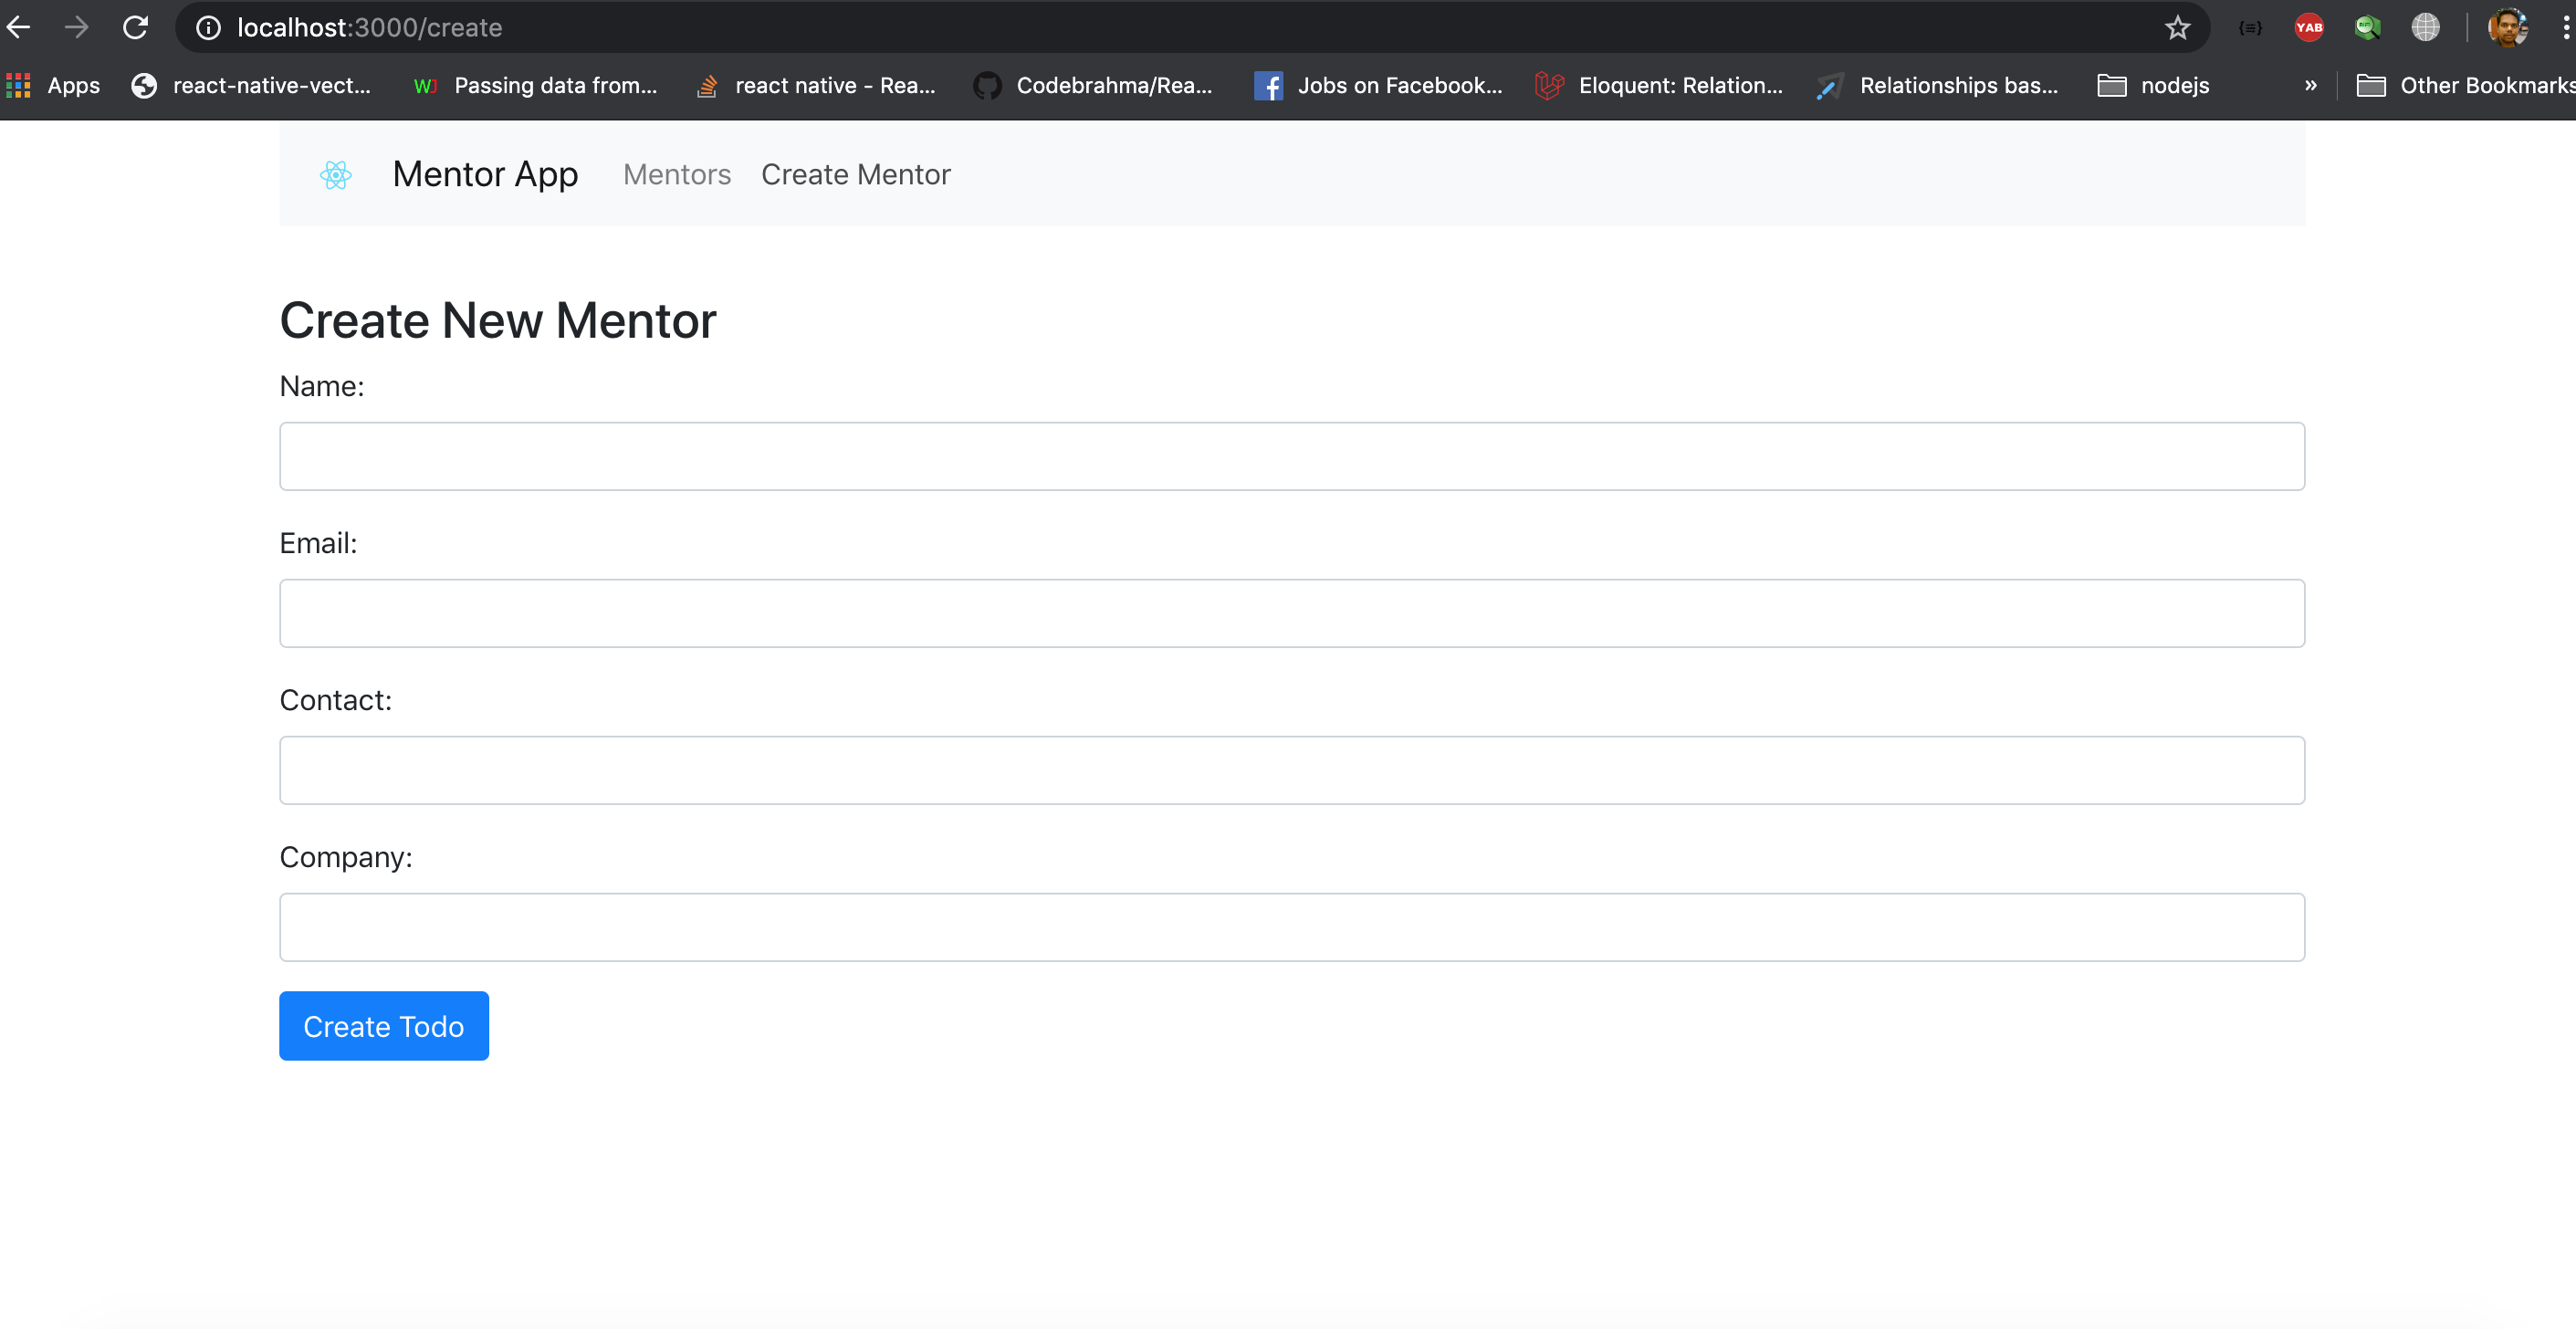 localhost:3000/create
YAB
Apps react-native-vect... WJ Passing data from... react native - Rea... Codebrahma/Rea... Jobs on Facebook... Eloquent: Relation... Relationships bas... nodejs » Other Bookmarks
Mentor App Mentors Create Mentor
Create New Mentor
Name:
Email:
Contact:
Company:
Create Todo